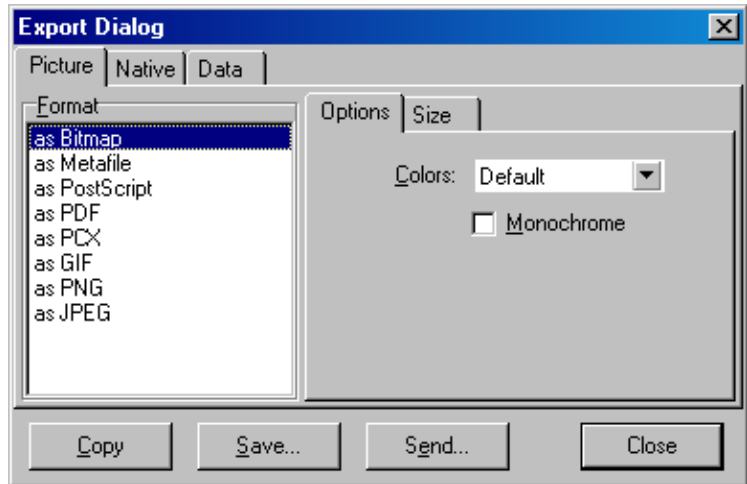 Export Dialog
Picture Native Data
Format
as Bitmap
as Metafile
as PostScript
as PDF
as PCX
as GIF
as PNG
as JPEG
Options Size
Colors: Default
Monochrome
Copy Save... Send... Close